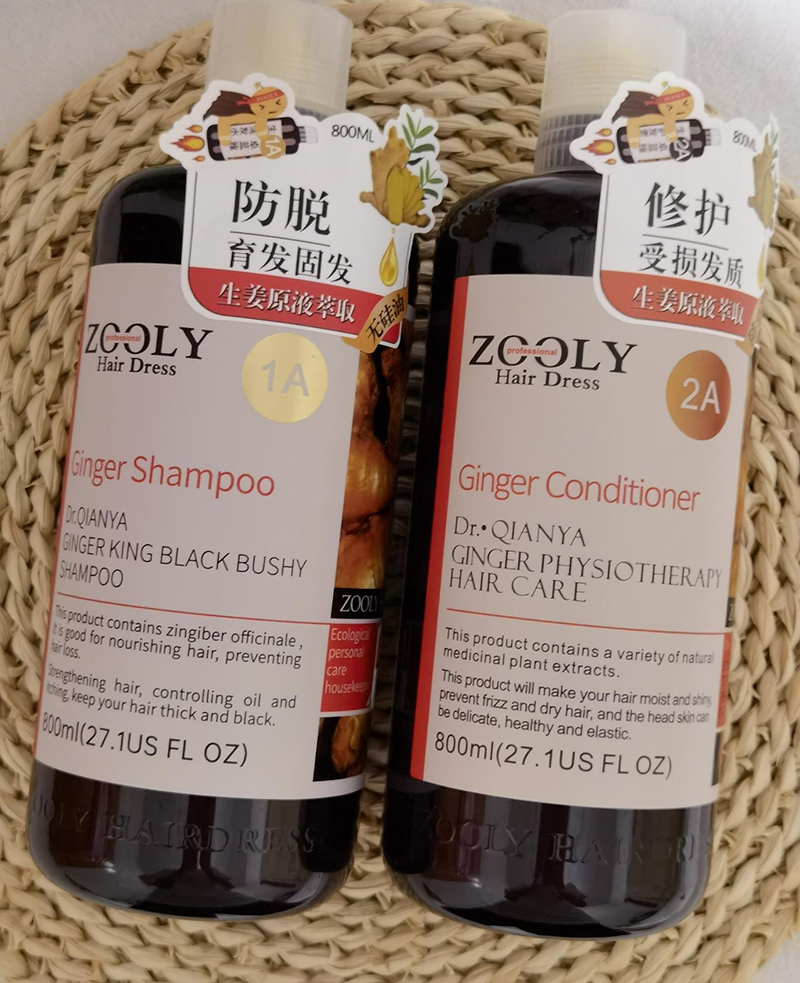 800ML
防脱
育发固发
生姜原液萃取
无硅油
ZOOLY
professional
Hair Dress
1A
Ginger Shampoo
Dr.QIANYA
GINGER KING BLACK BUSHY
SHAMPOO
This product contains zingiber officinale,
it is good for nourishing hair, preventing
hair loss.
Strengthening hair, controlling oil and
itching, keep your hair thick and black.
800ml(27.1US FL OZ)
ZOOLY
Ecological
personal
care
housekeeper
ZOOLY HAIRDRESS
800ML
修护
受损发质
生姜原液萃取
ZOOLY
professional
Hair Dress
2A
Ginger Conditioner
Dr.•QIANYA
GINGER PHYSIOTHERAPY
HAIR CARE
This product contains a variety of natural
medicinal plant extracts.
This product will make your hair moist and shiny,
prevent frizz and dry hair, and the head skin can
be delicate, healthy and elastic.
800ml(27.1US FL OZ)
ZOOLY HAIRDR